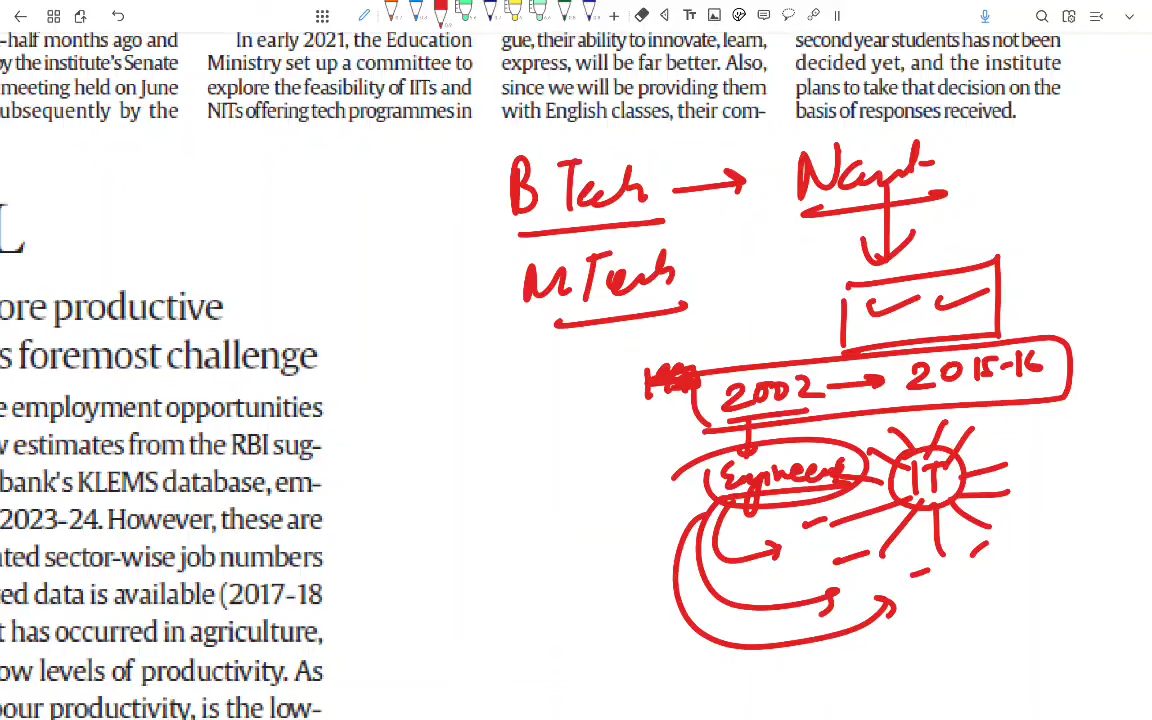 -half months ago and
by the institute's Senate
meeting held on June
ubsequently by the
In early 2021, the Education
Ministry set up a committee to
explore the feasibility of IITs and
NITs offering tech programmes in
gue, their ability to innovate, learn,
express, will be far better. Also,
since we will be providing them
with English classes, their com-
second year students has not been
decided yet, and the institute
plans to take that decision on the
basis of responses received.
B Tech →
M Tech
2002 → 2015-16
Engineers
IT
L
ore productive
s foremost challenge
e employment opportunities
w estimates from the RBI sug-
bank's KLEMS database, em-
2023-24. However, these are
ated sector-wise job numbers
ed data is available (2017-18
t has occurred in agriculture,
ow levels of productivity. As
bour productivity, is the low-